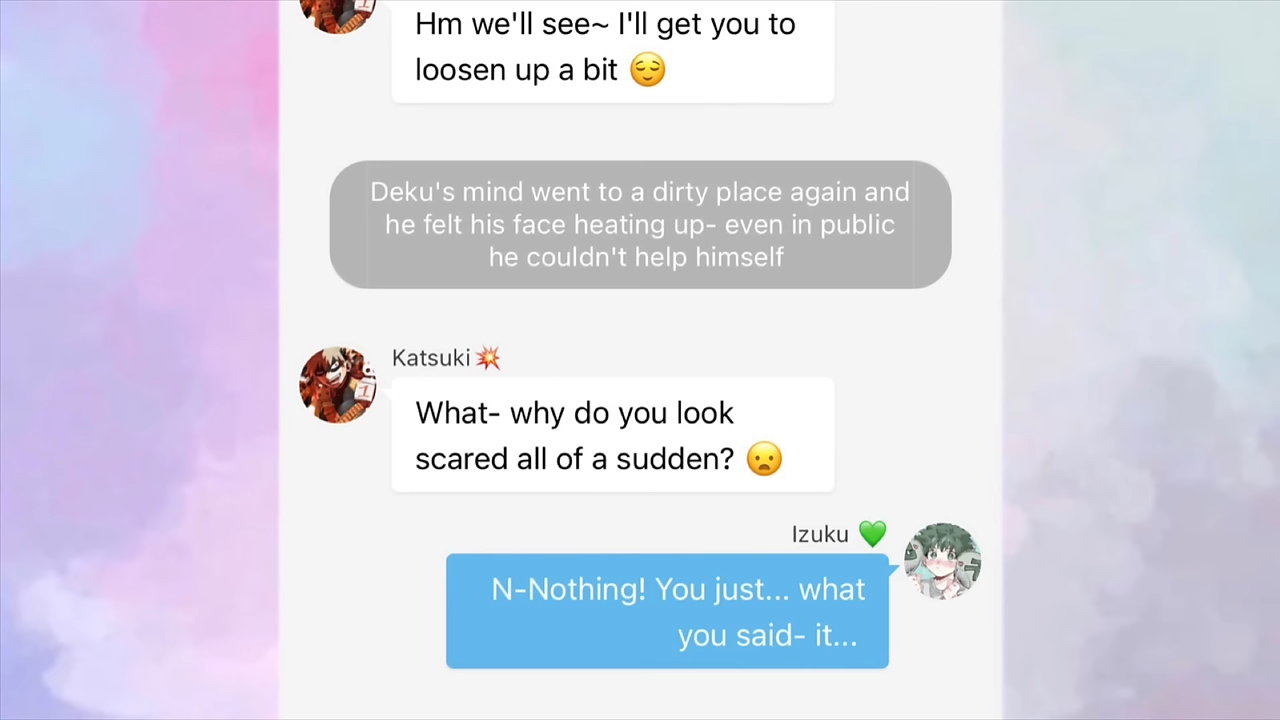 Hm we'll see~ I'll get you to
loosen up a bit 😌
Deku's mind went to a dirty place again and
he felt his face heating up- even in public
he couldn't help himself
Katsuki 💥
What- why do you look
scared all of a sudden? 😦
Izuku 💚
N-Nothing! You just... what
you said- it...